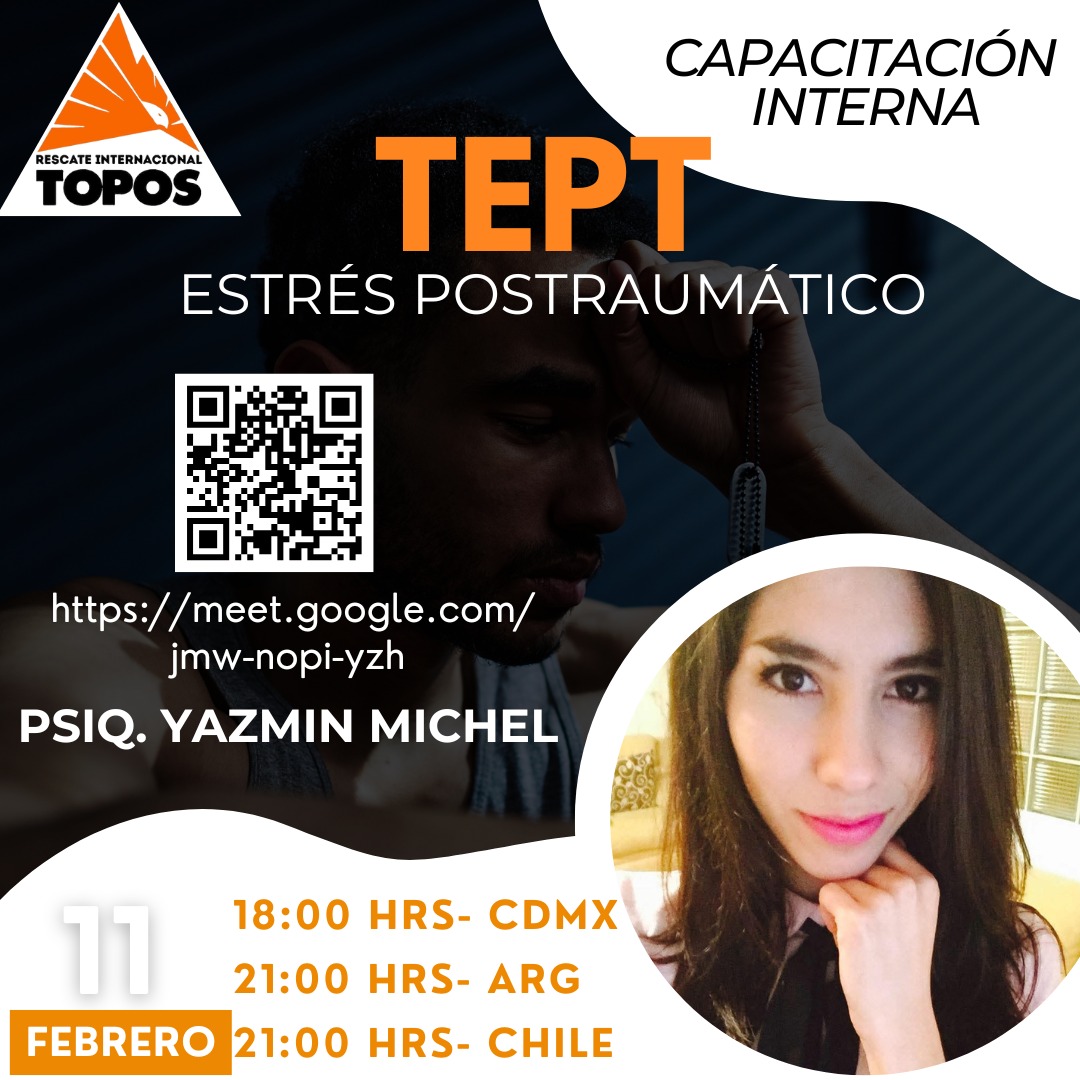 RESCATE INTERNACIONAL
TOPOS
CAPACITACIÓN
INTERNA
TEPT
ESTRÉS POSTRAUMÁTICO
https://meet.google.com/
jmw-nopi-yzh
PSIQ. YAZMIN MICHEL
11
FEBRERO
18:00 HRS- CDMX
21:00 HRS- ARG
21:00 HRS- CHILE